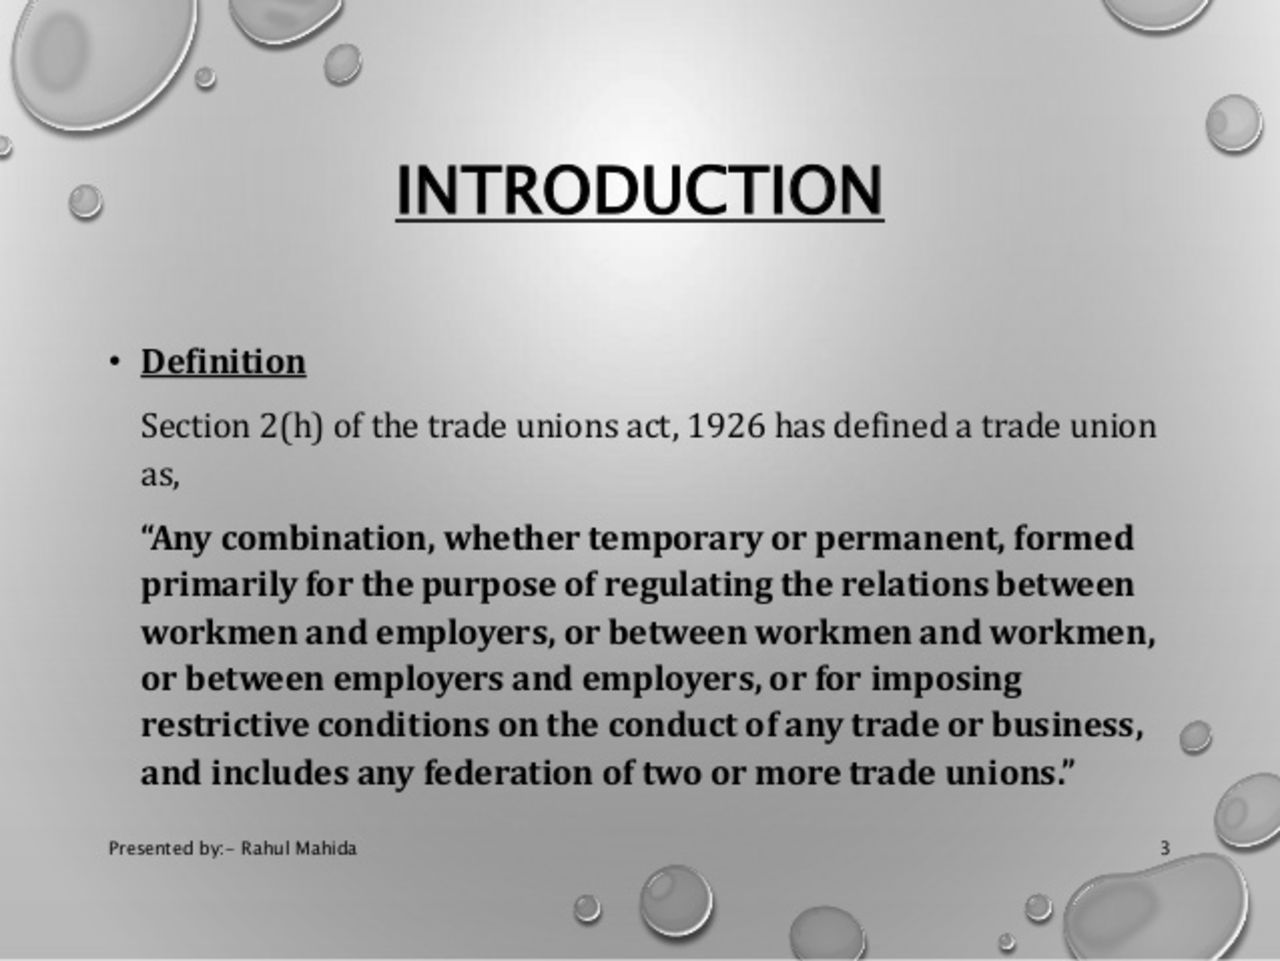 INTRODUCTION
• Definition
Section 2(h) of the trade unions act, 1926 has defined a trade union
as,
“Any combination, whether temporary or permanent, formed
primarily for the purpose of regulating the relations between
workmen and employers, or between workmen and workmen,
or between employers and employers, or for imposing
restrictive conditions on the conduct of any trade or business,
and includes any federation of two or more trade unions.”
Presented by:- Rahul Mahida
3